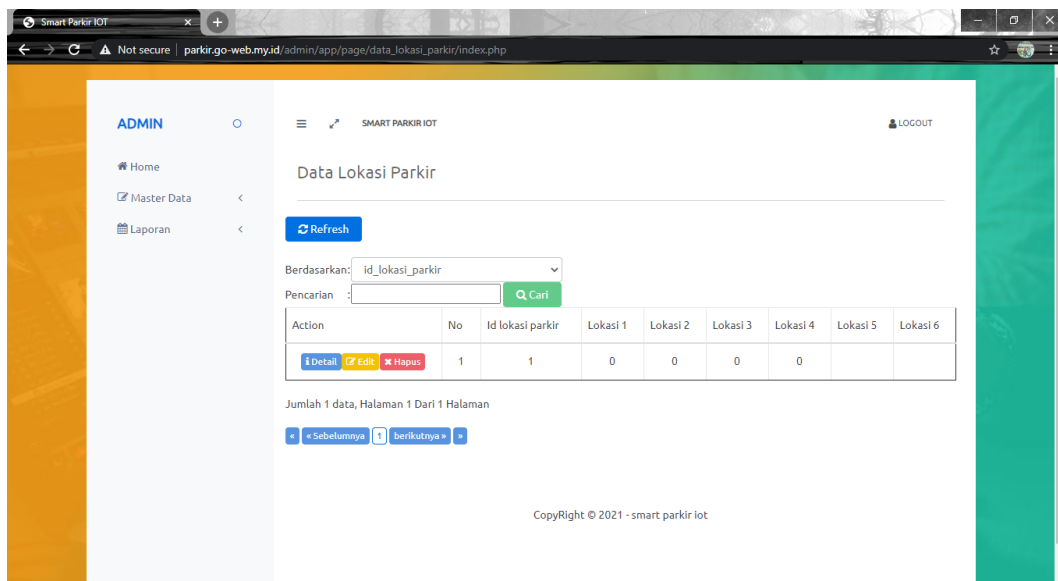 Smart Parkir IOT
Not secure | parkir.go-web.my.id/admin/app/page/data_lokasi_parkir/index.php
ADMIN
SMART PARKIR IOT
LOGOUT
Home
Master Data
Laporan
Data Lokasi Parkir
Refresh
Berdasarkan: id_lokasi_parkir
Pencarian :
Cari
Action No Id lokasi parkir Lokasi 1 Lokasi 2 Lokasi 3 Lokasi 4 Lokasi 5 Lokasi 6
Detail Edit Hapus 1 1 0 0 0 0
Jumlah 1 data, Halaman 1 Dari 1 Halaman
« « Sebelumnya 1 berikutnya » »
CopyRight © 2021 - smart parkir iot